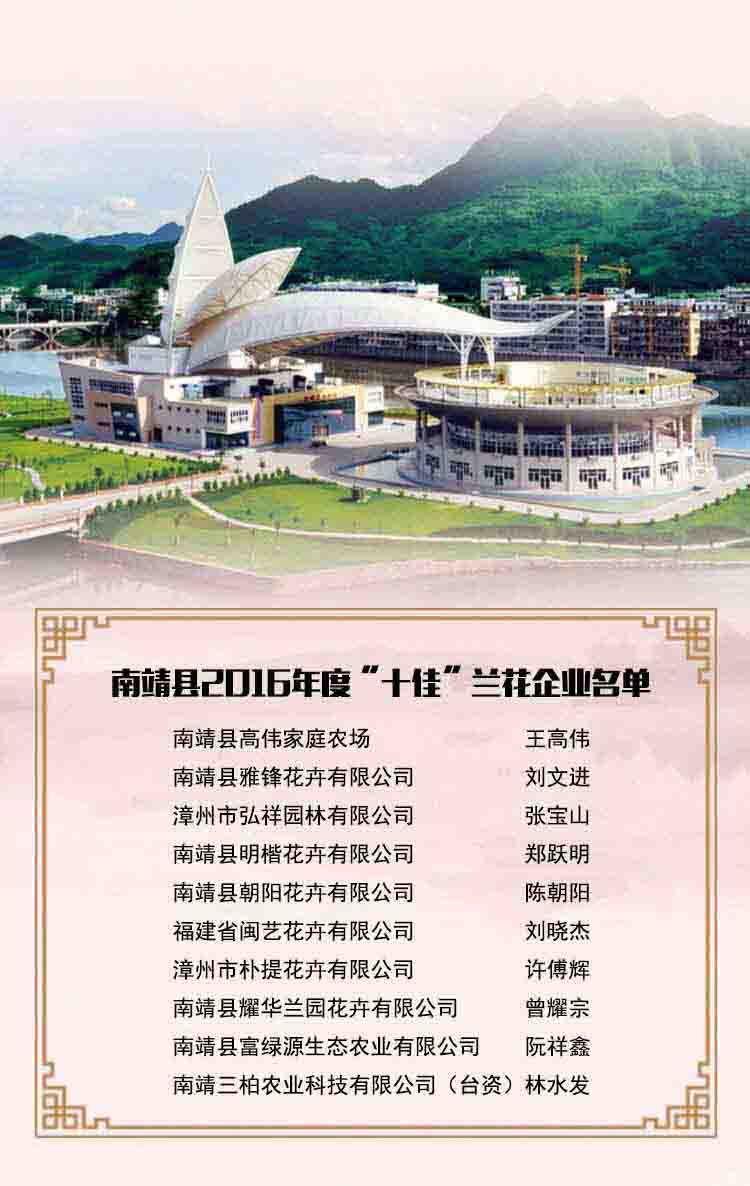 南靖县2016年度“十佳”兰花企业名单
南靖县高伟家庭农场 王高伟
南靖县雅锋花卉有限公司 刘文进
漳州市弘祥园林有限公司 张宝山
南靖县明楷花卉有限公司 郑跃明
南靖县朝阳花卉有限公司 陈朝阳
福建省闽艺花卉有限公司 刘晓杰
漳州市朴提花卉有限公司 许傅辉
南靖县耀华兰园花卉有限公司 曾耀宗
南靖县富绿源生态农业有限公司 阮祥鑫
南靖三柏农业科技有限公司（台资）林水发